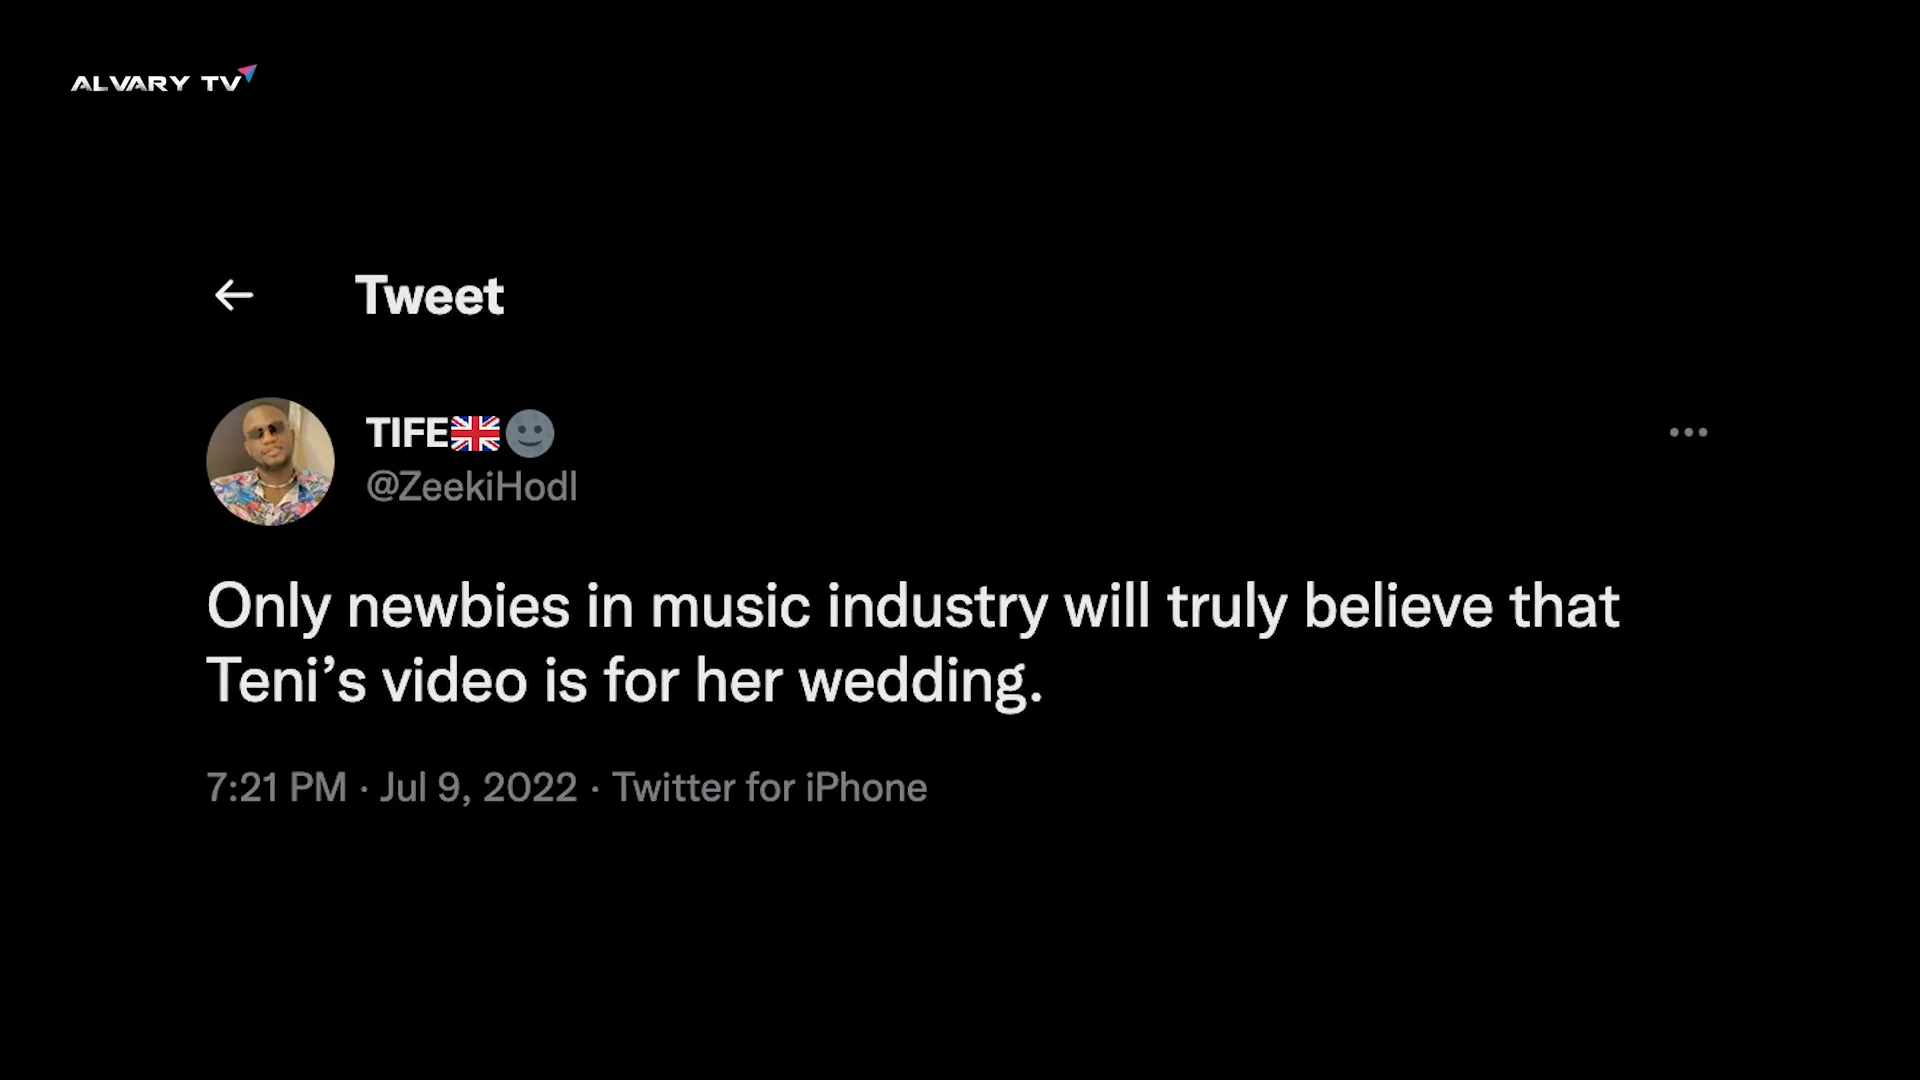 ALVARY TV
Tweet
TIFE🇬🇧🌚
@ZeekiHodl
Only newbies in music industry will truly believe that
Teni’s video is for her wedding.
7:21 PM · Jul 9, 2022 · Twitter for iPhone